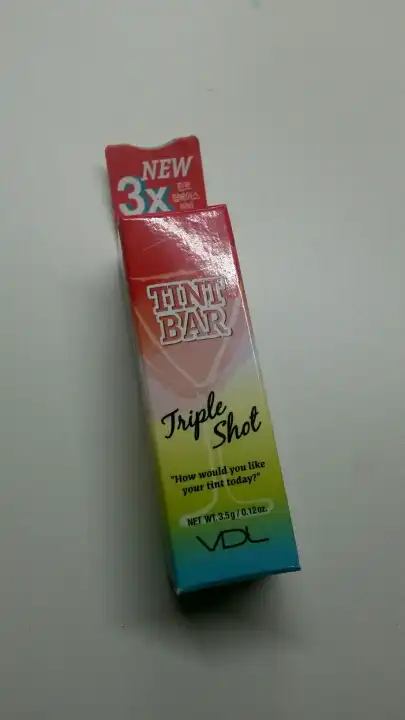 NEW
3x
TINT
BAR
Triple
Shot
"How would you like
your tint today?"
NET WT 3.5g / 0.12oz.
VDL